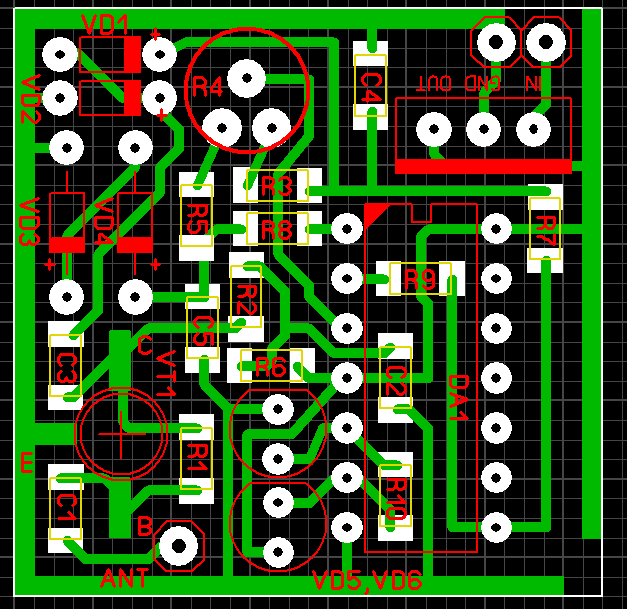 VD1
+
R4
C4
OUT
GND
IN
VD2
+
R3
R5
R8
R7
VD3
VD4
+
+
R9
R2
C5
C3
C
VT1
R6
C2
DA1
E
R1
R10
C1
B
ANT
VD5,VD6